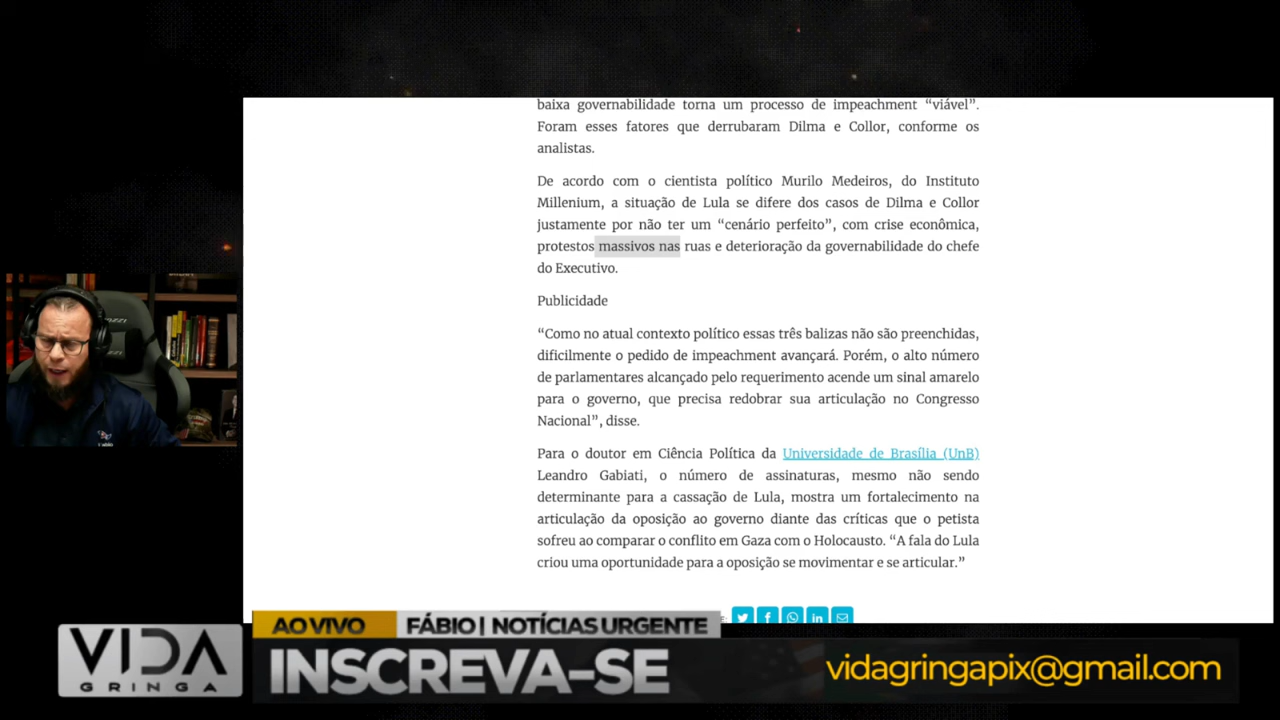 baixa governabilidade torna um processo de impeachment “viável”.
Foram esses fatores que derrubaram Dilma e Collor, conforme os
analistas.
De acordo com o cientista político Murilo Medeiros, do Instituto
Millenium, a situação de Lula se difere dos casos de Dilma e Collor
justamente por não ter um “cenário perfeito”, com crise econômica,
protestos massivos nas ruas e deterioração da governabilidade do chefe
do Executivo.
Publicidade
“Como no atual contexto político essas três balizas não são preenchidas,
dificilmente o pedido de impeachment avançará. Porém, o alto número
de parlamentares alcançado pelo requerimento acende um sinal amarelo
para o governo, que precisa redobrar sua articulação no Congresso
Nacional”, disse.
Para o doutor em Ciência Política da Universidade de Brasília (UnB)
Leandro Gabiati, o número de assinaturas, mesmo não sendo
determinante para a cassação de Lula, mostra um fortalecimento na
articulação da oposição ao governo diante das críticas que o petista
sofreu ao comparar o conflito em Gaza com o Holocausto. “A fala do Lula
criou uma oportunidade para a oposição se movimentar e se articular.”
AO VIVO FÁBIO | NOTÍCIAS URGENTE
VIDA
GRINGA
INSCREVA-SE
vidagringapix@gmail.com